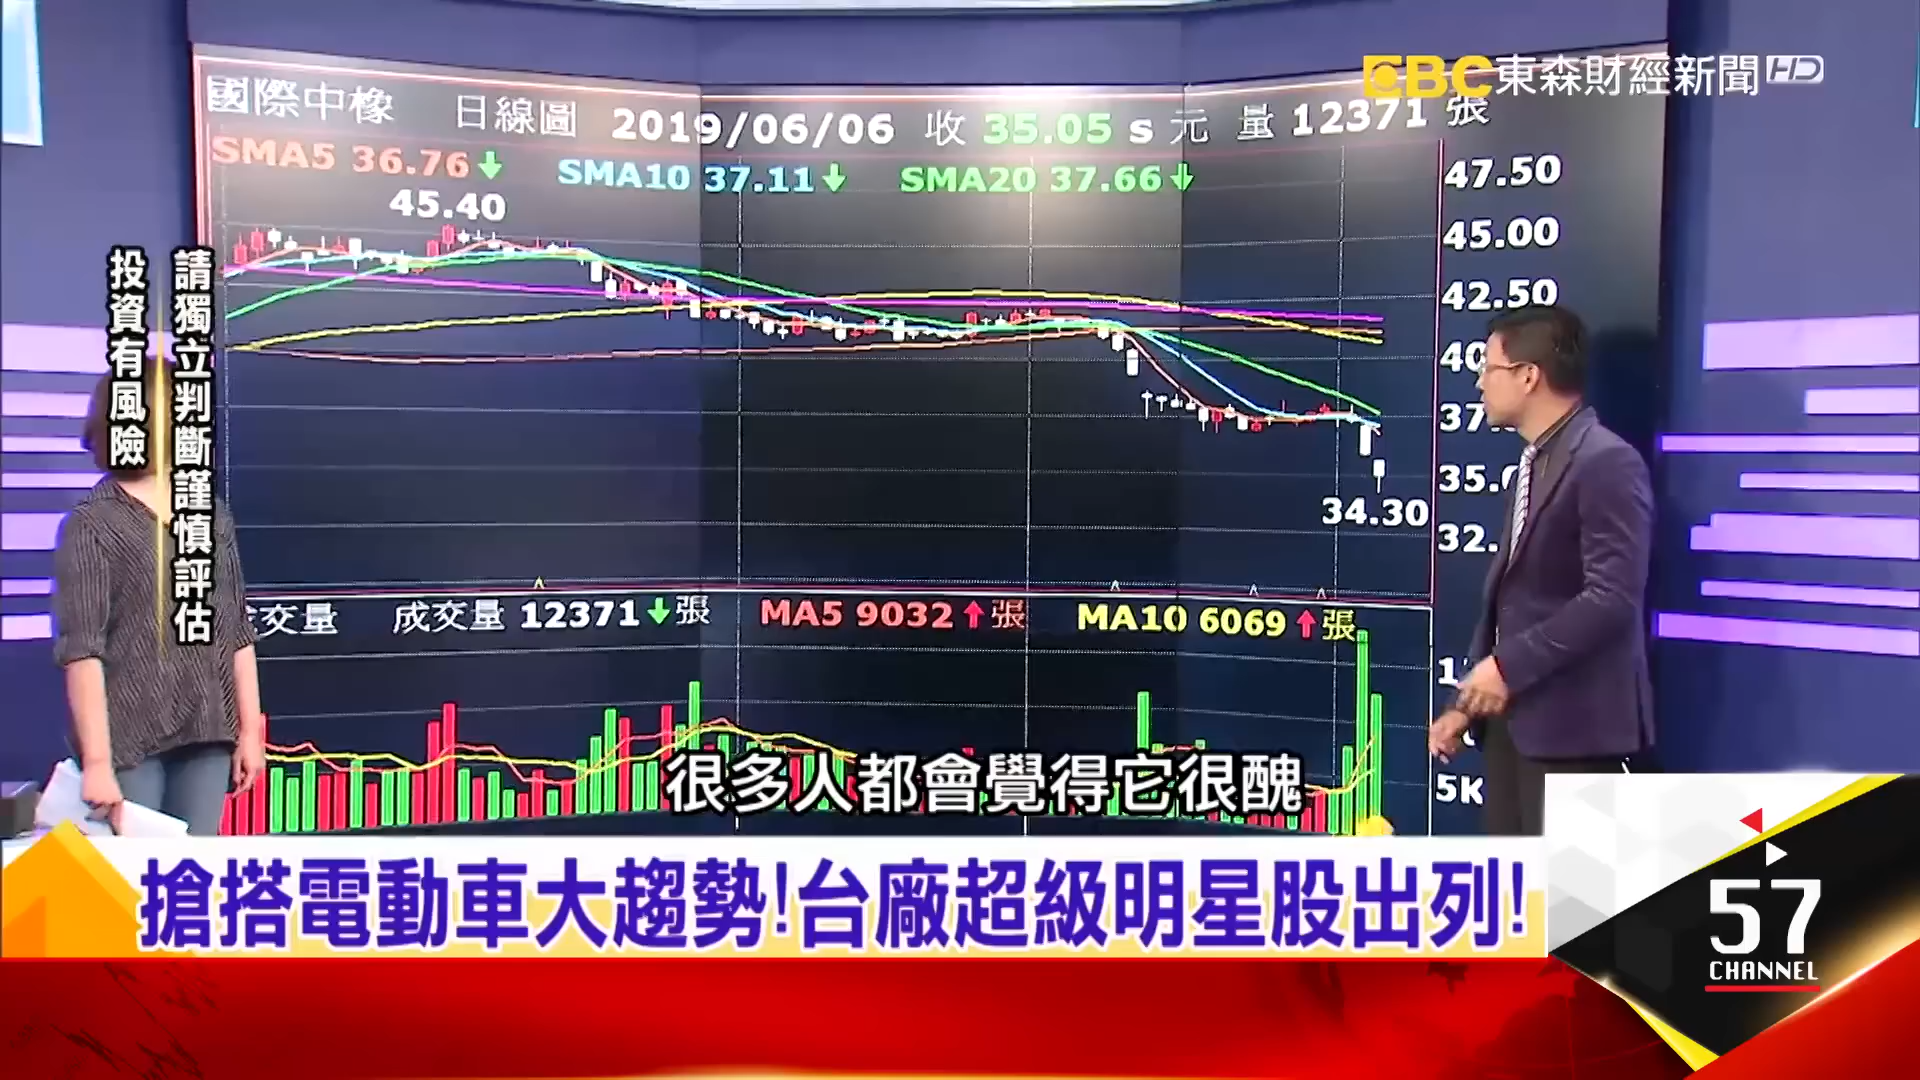 EBC東森財經新聞HD
國際中橡 日線圖 2019/06/06 收 35.05 s 元 量 12371 張
SMA5 36.76↓ SMA10 37.11↓ SMA20 37.66↓
45.40
47.50
45.00
42.50
35.0
32.
34.30
投資有風險
請獨立判斷謹慎評估
交量 成交量 12371↓張 MA5 9032↑張 MA10 6069↑張
5K
很多人都會覺得它很醜
搶搭電動車大趨勢!台廠超級明星股出列!
57
CHANNEL